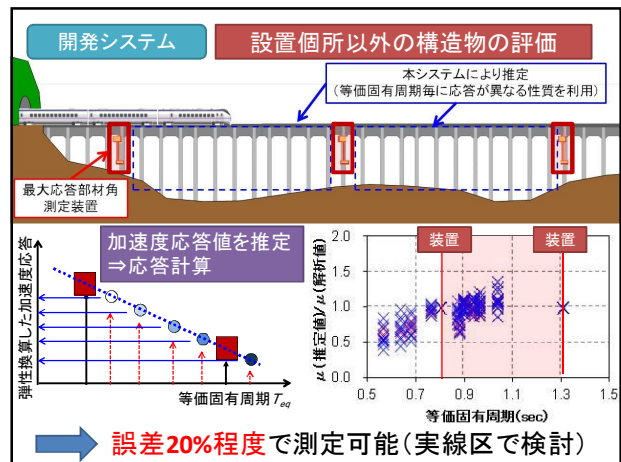 開発システム
設置個所以外の構造物の評価
本システムにより推定
(等価固有周期毎に応答が異なる性質を利用)
最大応答部材角
測定装置
加速度応答値を推定
⇒応答計算
弾性換算した加速度応答
等価固有周期 Teq
装置
装置
μ(推定値)/μ(解析値)
2.0
1.5
1.0
0.5
0.0
0.5
0.7
0.9
1.1
1.3
1.5
等価固有周期(sec)
誤差20%程度で測定可能(実線区で検討)